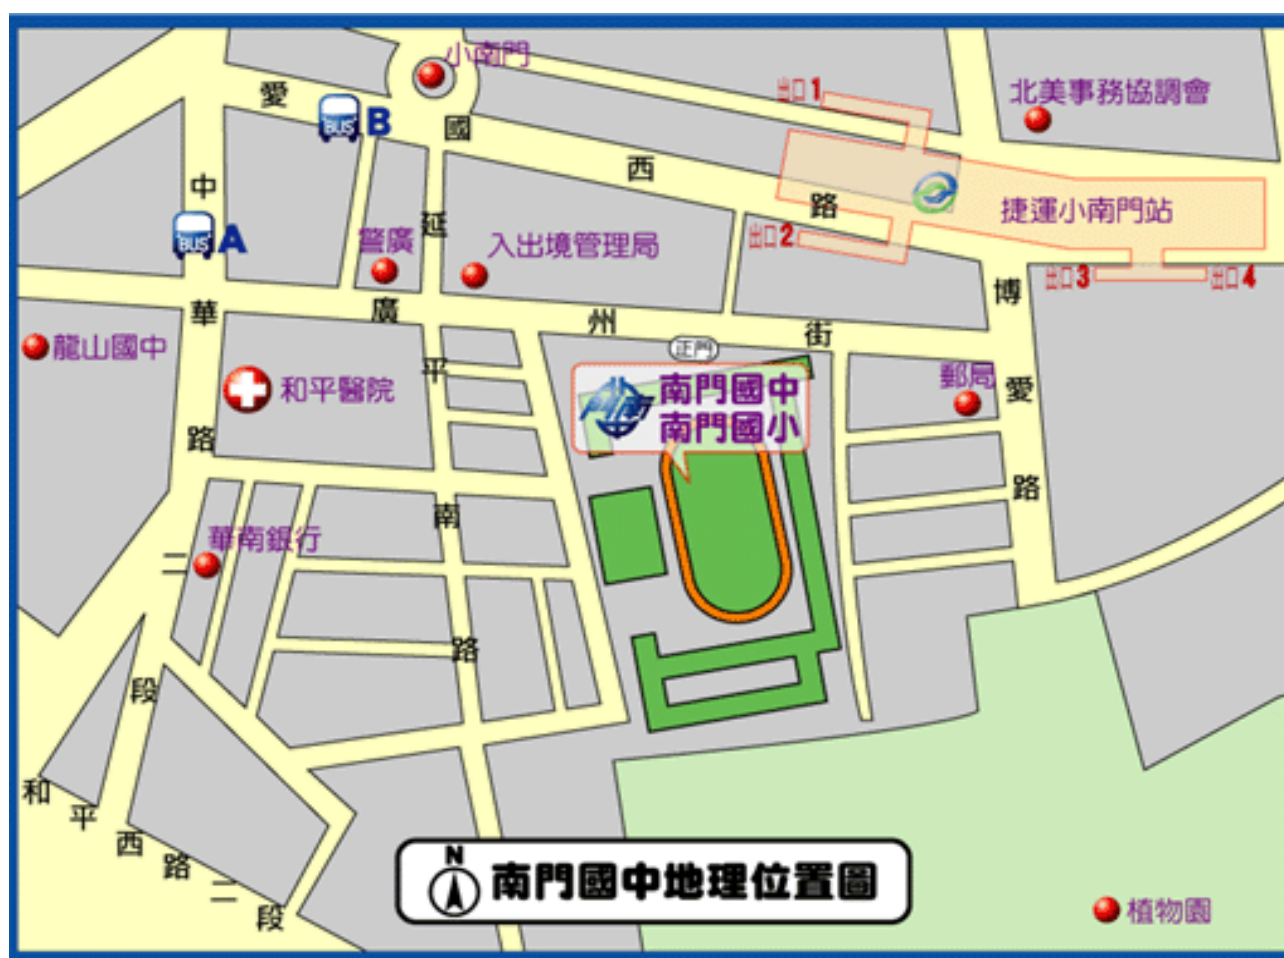 小南門
出口1
北美事務協調會
愛國西路
BUS B
捷運小南門站
出口2
出口3
出口4
BUS A
警廣
入出境管理局
廣州街
正門
龍山國中
和平醫院
南門國中
南門國小
郵局
博愛路
中華路二段
延平南路
華南銀行
和平西路二段
N
南門國中地理位置圖
植物園